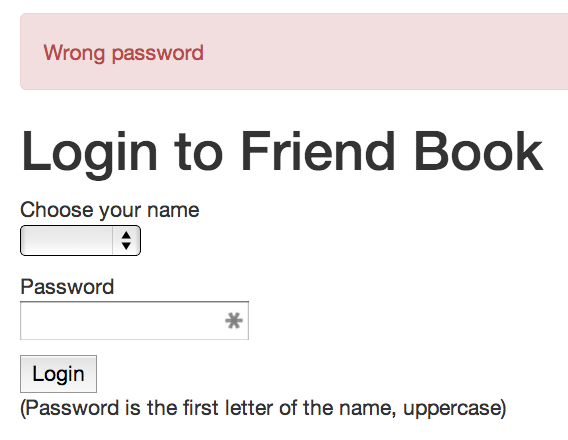 Wrong password
Login to Friend Book
Choose your name
Password
Login
(Password is the first letter of the name, uppercase)